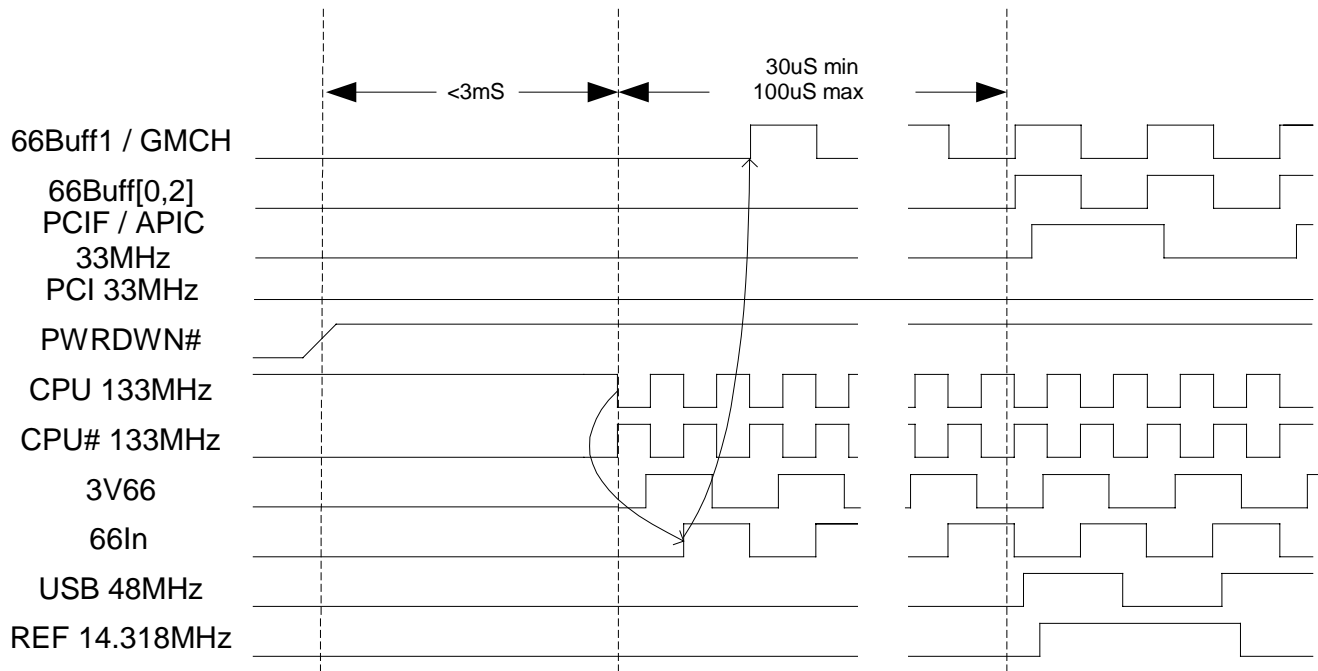 <3mS
30uS min
100uS max
66Buff1 / GMCH
66Buff[0,2]
PCIF / APIC
33MHz
PCI 33MHz
PWRDWN#
CPU 133MHz
CPU# 133MHz
3V66
66In
USB 48MHz
REF 14.318MHz